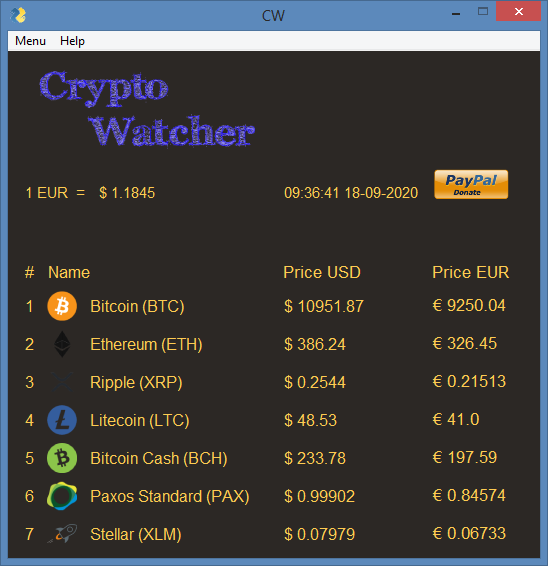 CW
Menu Help
Crypto
Watcher
1 EUR = $ 1.1845 09:36:41 18-09-2020 PayPal
Donate
# Name Price USD Price EUR
1 Bitcoin (BTC) $ 10951.87 € 9250.04
2 Ethereum (ETH) $ 386.24 € 326.45
3 Ripple (XRP) $ 0.2544 € 0.21513
4 Litecoin (LTC) $ 48.53 € 41.0
5 Bitcoin Cash (BCH) $ 233.78 € 197.59
6 Paxos Standard (PAX) $ 0.99902 € 0.84574
7 Stellar (XLM) $ 0.07979 € 0.06733